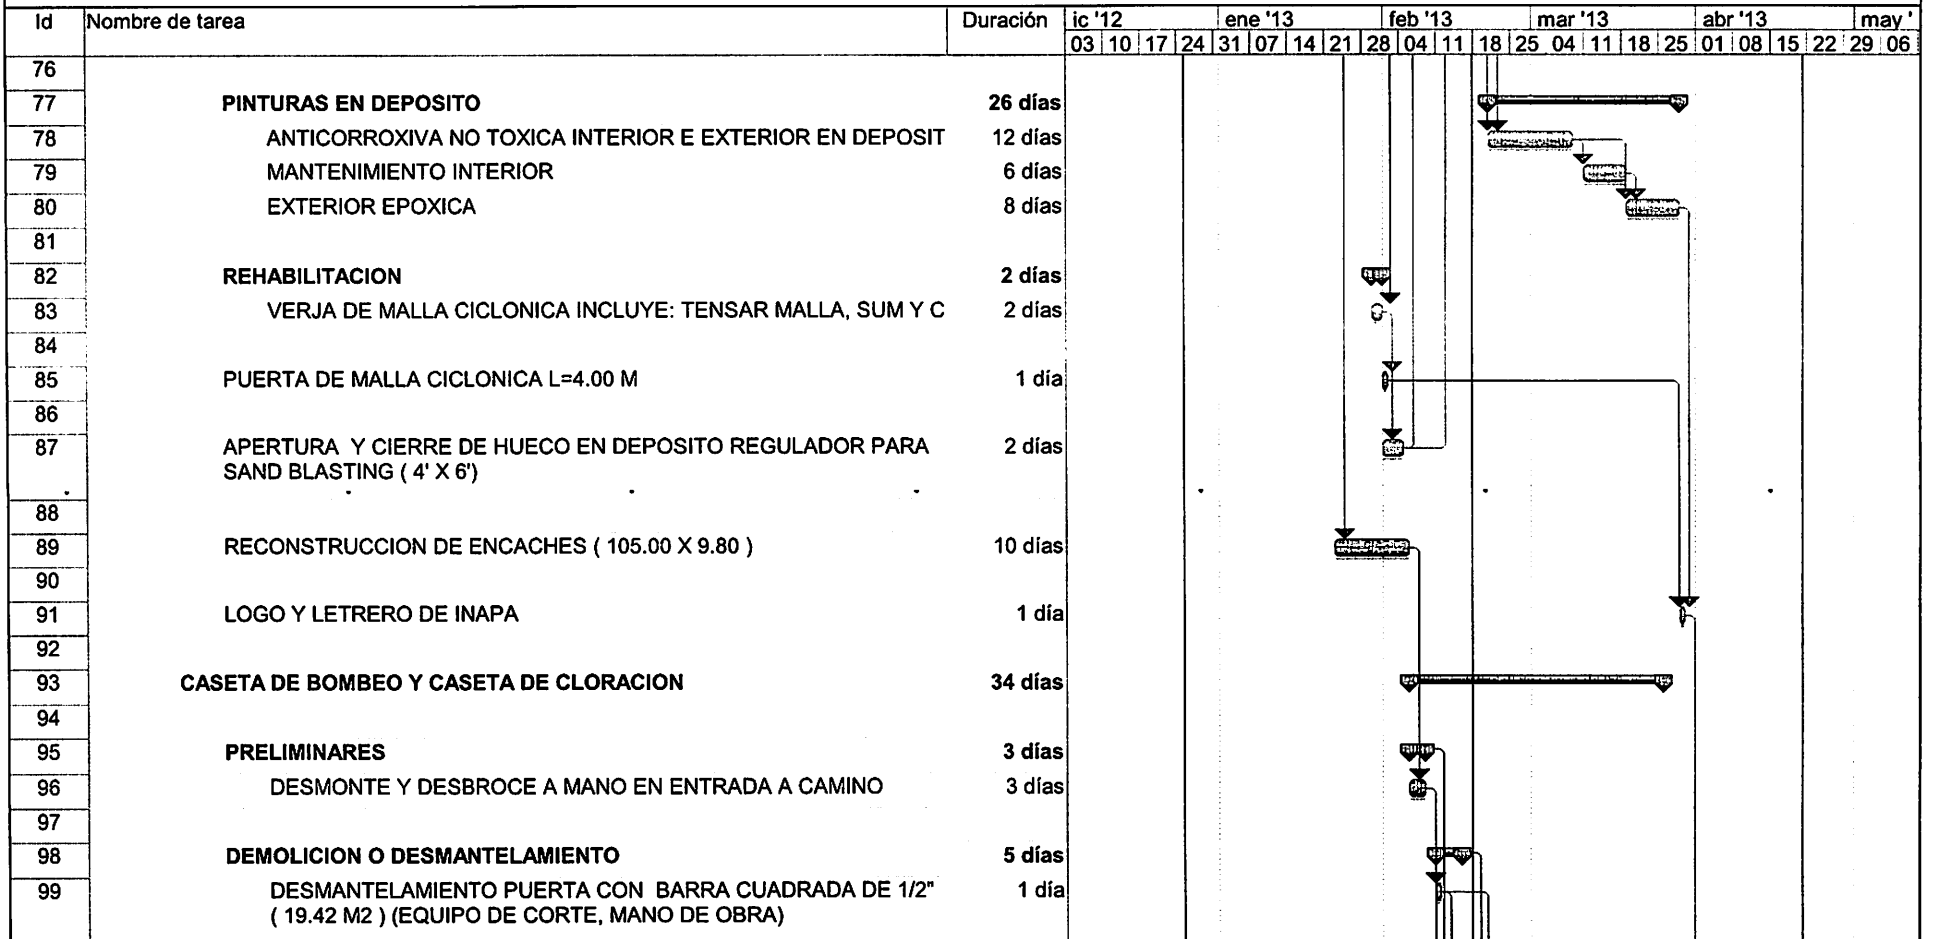 Id Nombre de tarea Duración ic '12 ene '13 feb '13 mar '13 abr '13 may '
03 10 17 24 31 07 14 21 28 04 11 18 25 04 11 18 25 01 08 15 22 29 06
76
77 PINTURAS EN DEPOSITO 26 días
78 ANTICORROXIVA NO TOXICA INTERIOR E EXTERIOR EN DEPOSIT 12 días
79 MANTENIMIENTO INTERIOR 6 días
80 EXTERIOR EPOXICA 8 días
81
82 REHABILITACION 2 días
83 VERJA DE MALLA CICLONICA INCLUYE: TENSAR MALLA, SUM Y C 2 días
84
85 PUERTA DE MALLA CICLONICA L=4.00 M 1 día
86
87 APERTURA Y CIERRE DE HUECO EN DEPOSITO REGULADOR PARA 2 días
SAND BLASTING ( 4' X 6')
88
89 RECONSTRUCCION DE ENCACHES ( 105.00 X 9.80 ) 10 días
90
91 LOGO Y LETRERO DE INAPA 1 día
92
93 CASETA DE BOMBEO Y CASETA DE CLORACION 34 días
94
95 PRELIMINARES 3 días
96 DESMONTE Y DESBROCE A MANO EN ENTRADA A CAMINO 3 días
97
98 DEMOLICION O DESMANTELAMIENTO 5 días
99 DESMANTELAMIENTO PUERTA CON BARRA CUADRADA DE 1/2" 1 día
( 19.42 M2 ) (EQUIPO DE CORTE, MANO DE OBRA)